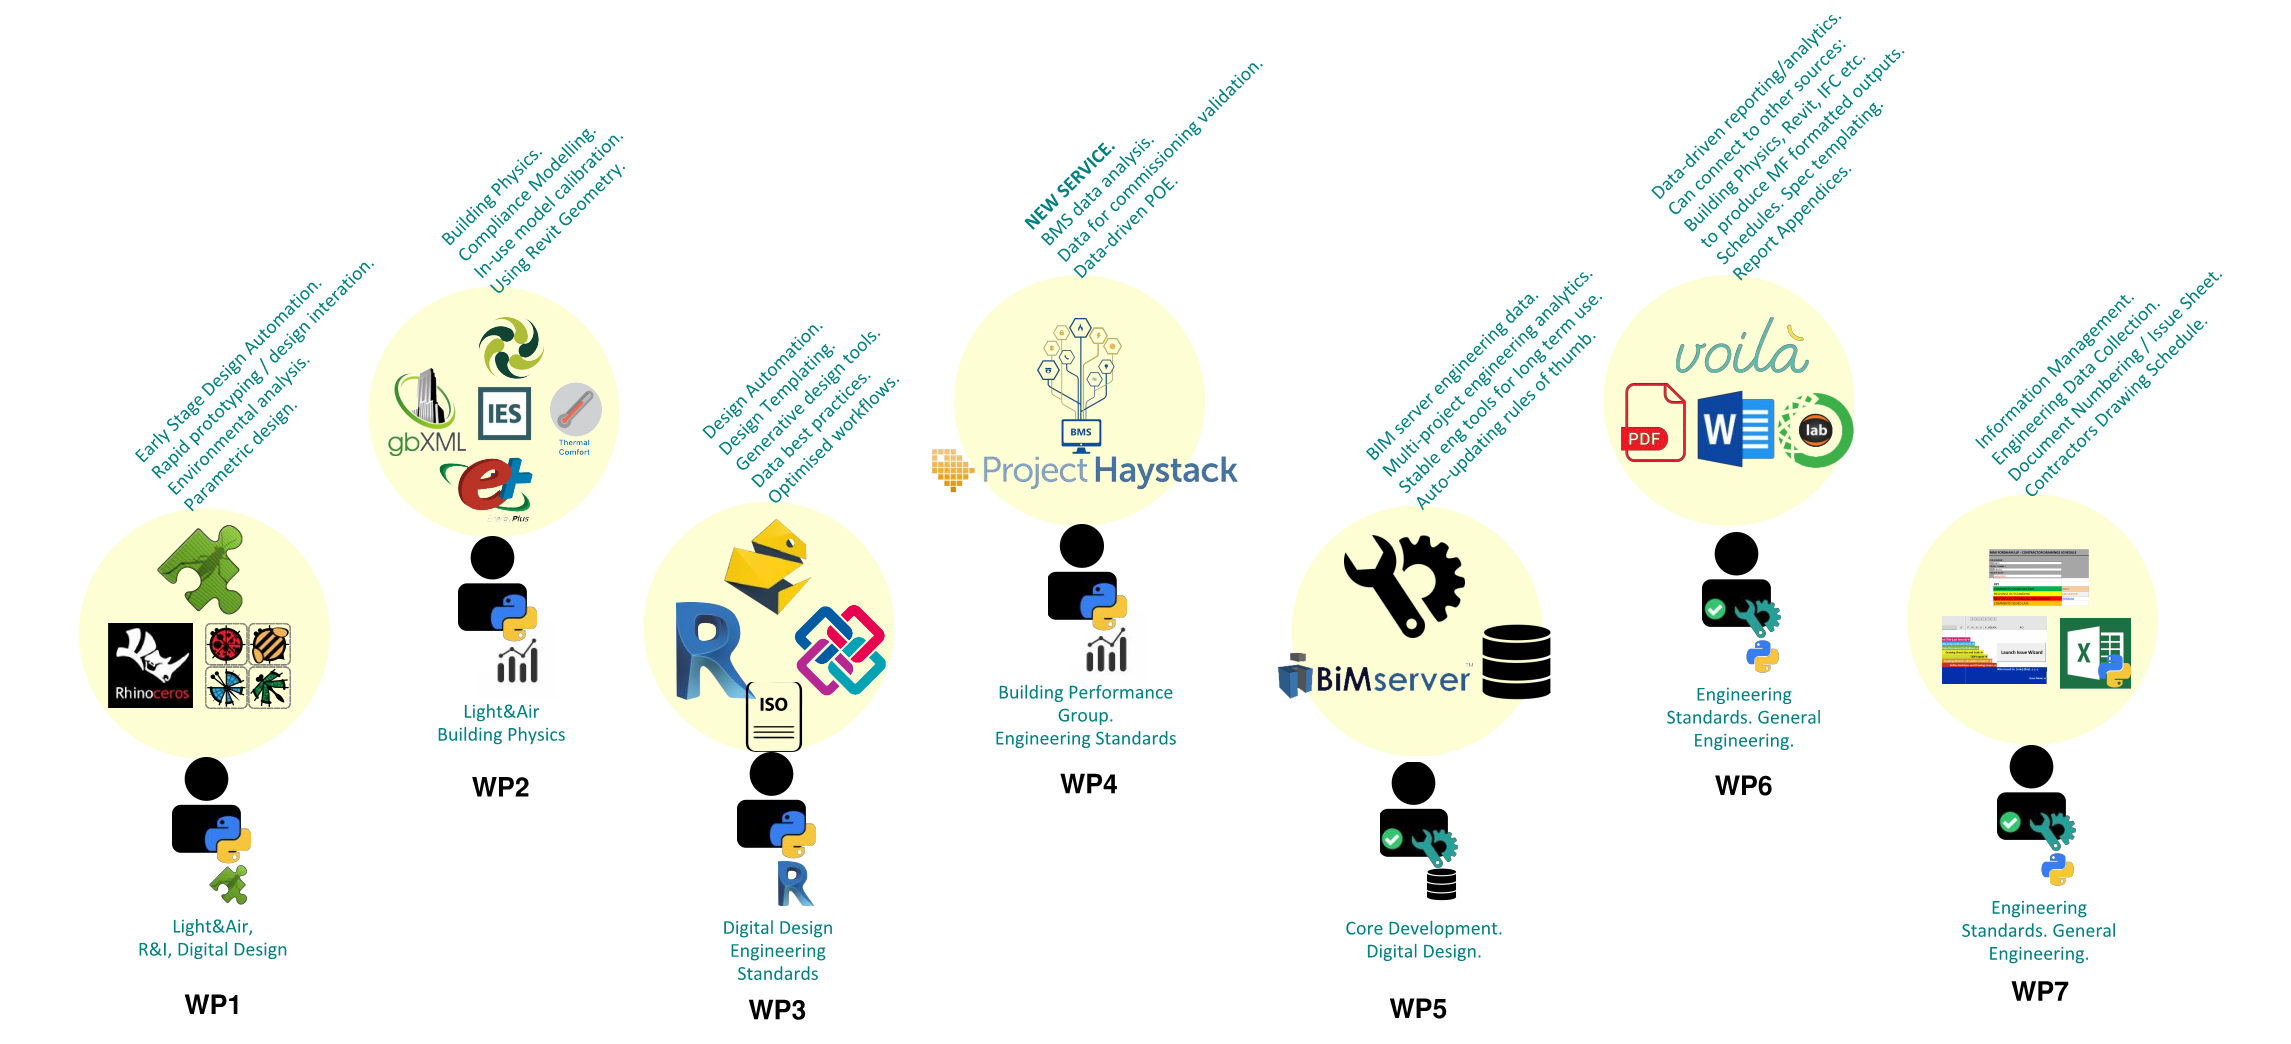 Early Stage Design Automation.
Rapid prototyping / design interation.
Environmental analysis.
Parametric design.
Rhinoceros
Light&Air,
R&I, Digital Design
WP1
Building Physics.
Compliance Modelling.
In-use model calibration.
Using Revit Geometry.
gbXML
IES
Thermal
Comfort
e+
Plus
Light&Air
Building Physics
WP2
Design Automation.
Design Templating.
Generative design tools.
Data best practices.
Optimised workflows.
R
ISO
R
Digital Design
Engineering
Standards
WP3
NEW SERVICE.
BMS data analysis.
Data for commissioning validation.
Data-driven POE.
BMS
Project Haystack
Building Performance
Group.
Engineering Standards
WP4
BIM server engineering data.
Multi-project engineering analytics.
Stable eng tools for long term use.
Auto-updating rules of thumb.
BiMserver™
Core Development.
Digital Design.
WP5
Data-driven reporting/analytics.
Can connect to other sources:
Building Physics, Revit, IFC etc.
to produce MF formatted outputs.
Schedules. Spec templating.
Report Appendices.
voilà
PDF
W
lab
Engineering
Standards. General
Engineering.
WP6
Information Management.
Engineering Data Collection.
Document Numbering / Issue Sheet.
Contractors Drawing Schedule.
Launch Issue Wizard
X
Engineering
Standards. General
Engineering.
WP7